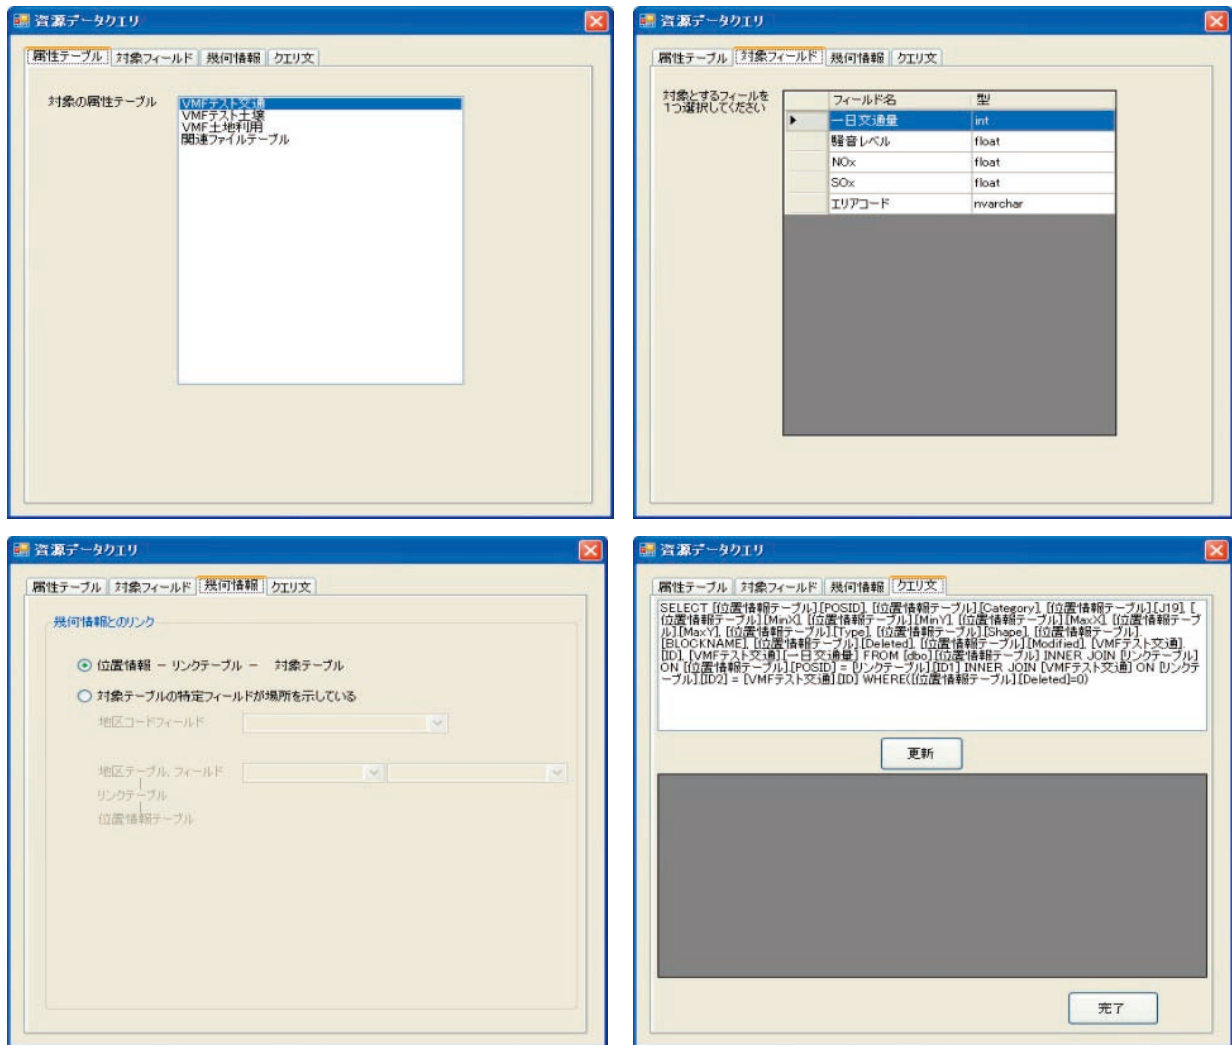 資源データクエリ
属性テーブル 対象フィールド 幾何情報 クエリ文
対象の属性テーブル
VMFテスト交通
VMFテスト土壌
VMF土地利用
関連ファイルテーブル
資源データクエリ
属性テーブル 対象フィールド 幾何情報 クエリ文
対象とするフィールを
1つ選択してください
フィールド名 型
一日交通量 int
騒音レベル float
NOx float
SOx float
エリアコード nvarchar
資源データクエリ
属性テーブル 対象フィールド 幾何情報 クエリ文
幾何情報とのリンク
位置情報 - リンクテーブル - 対象テーブル
対象テーブルの特定フィールドが場所を示している
地区コードフィールド
地区テーブル、フィールド
リンクテーブル
位置情報テーブル
資源データクエリ
属性テーブル 対象フィールド 幾何情報 クエリ文
SELECT [位置情報テーブル].[POSID], [位置情報テーブル].[Category], [位置情報テーブル].[J19], [
位置情報テーブル].[MinX], [位置情報テーブル].[MinY], [位置情報テーブル].[MaxX], [位置情報テーブ
ル].[MaxY], [位置情報テーブル].[Type], [位置情報テーブル].[Shape], [位置情報テーブル].
[BLOCKNAME], [位置情報テーブル].[Deleted], [位置情報テーブル].[Modified], [VMFテスト交通].
[ID], [VMFテスト交通].[一日交通量] FROM [dbo].[位置情報テーブル] INNER JOIN [リンクテーブル]
ON [位置情報テーブル].[POSID] = [リンクテーブル].[ID1] INNER JOIN [VMFテスト交通] ON [リンクテ
ーブル].[ID2] = [VMFテスト交通].[ID] WHERE([位置情報テーブル].[Deleted]=0)
更新
完了